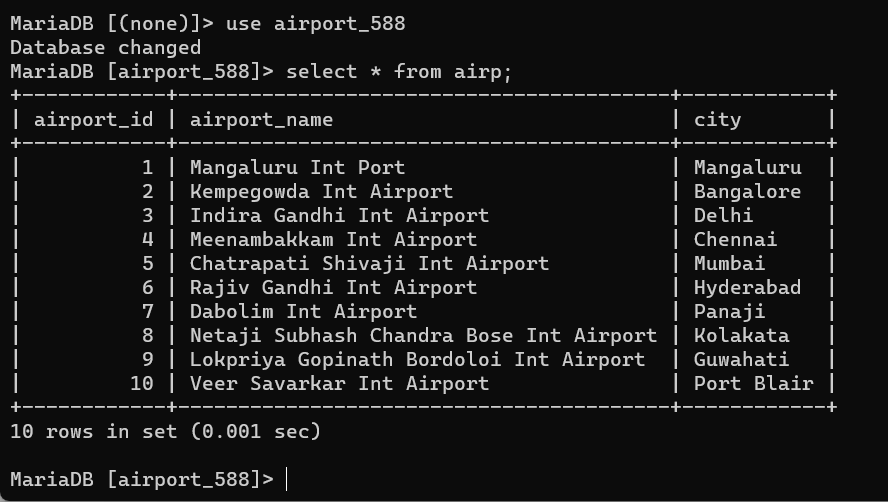 MariaDB [(none)]> use airport_588
Database changed
MariaDB [airport_588]> select * from airp;
+------------+-----------------------------------------+------------+
| airport_id | airport_name                            | city       |
+------------+-----------------------------------------+------------+
|          1 | Mangaluru Int Port                      | Mangaluru  |
|          2 | Kempegowda Int Airport                  | Bangalore  |
|          3 | Indira Gandhi Int Airport               | Delhi      |
|          4 | Meenambakkam Int Airport                | Chennai    |
|          5 | Chatrapati Shivaji Int Airport          | Mumbai     |
|          6 | Rajiv Gandhi Int Airport                | Hyderabad  |
|          7 | Dabolim Int Airport                     | Panaji     |
|          8 | Netaji Subhash Chandra Bose Int Airport | Kolakata   |
|          9 | Lokpriya Gopinath Bordoloi Int Airport  | Guwahati   |
|         10 | Veer Savarkar Int Airport               | Port Blair |
+------------+-----------------------------------------+------------+
10 rows in set (0.001 sec)
MariaDB [airport_588]>